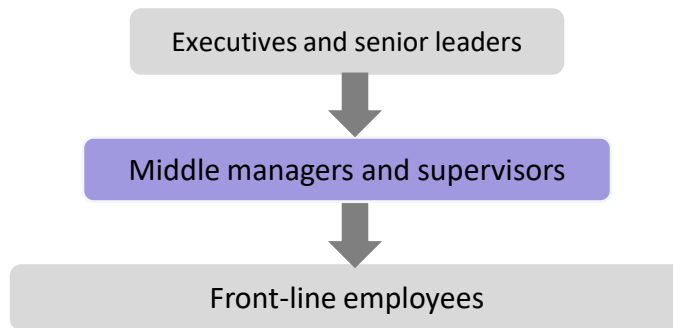 Executives and senior leaders
Middle managers and supervisors
Front-line employees